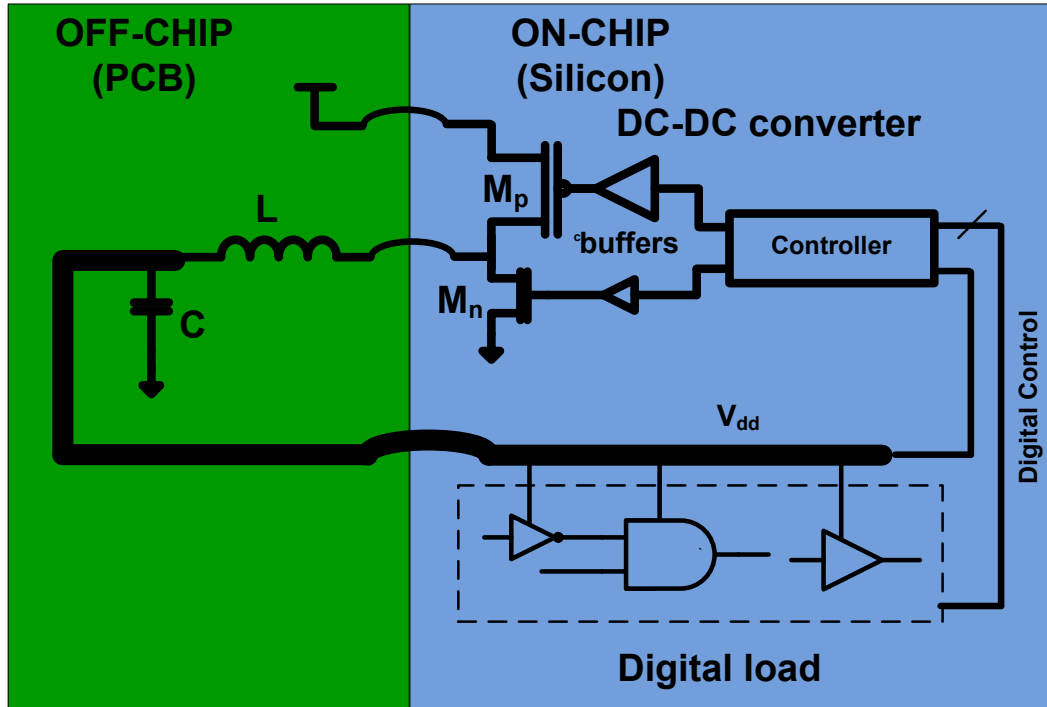 OFF-CHIP
(PCB)
ON-CHIP
(Silicon)
DC-DC converter
Mp
L
c
buffers
Controller
Mn
C
Vdd
Digital Control
Digital load